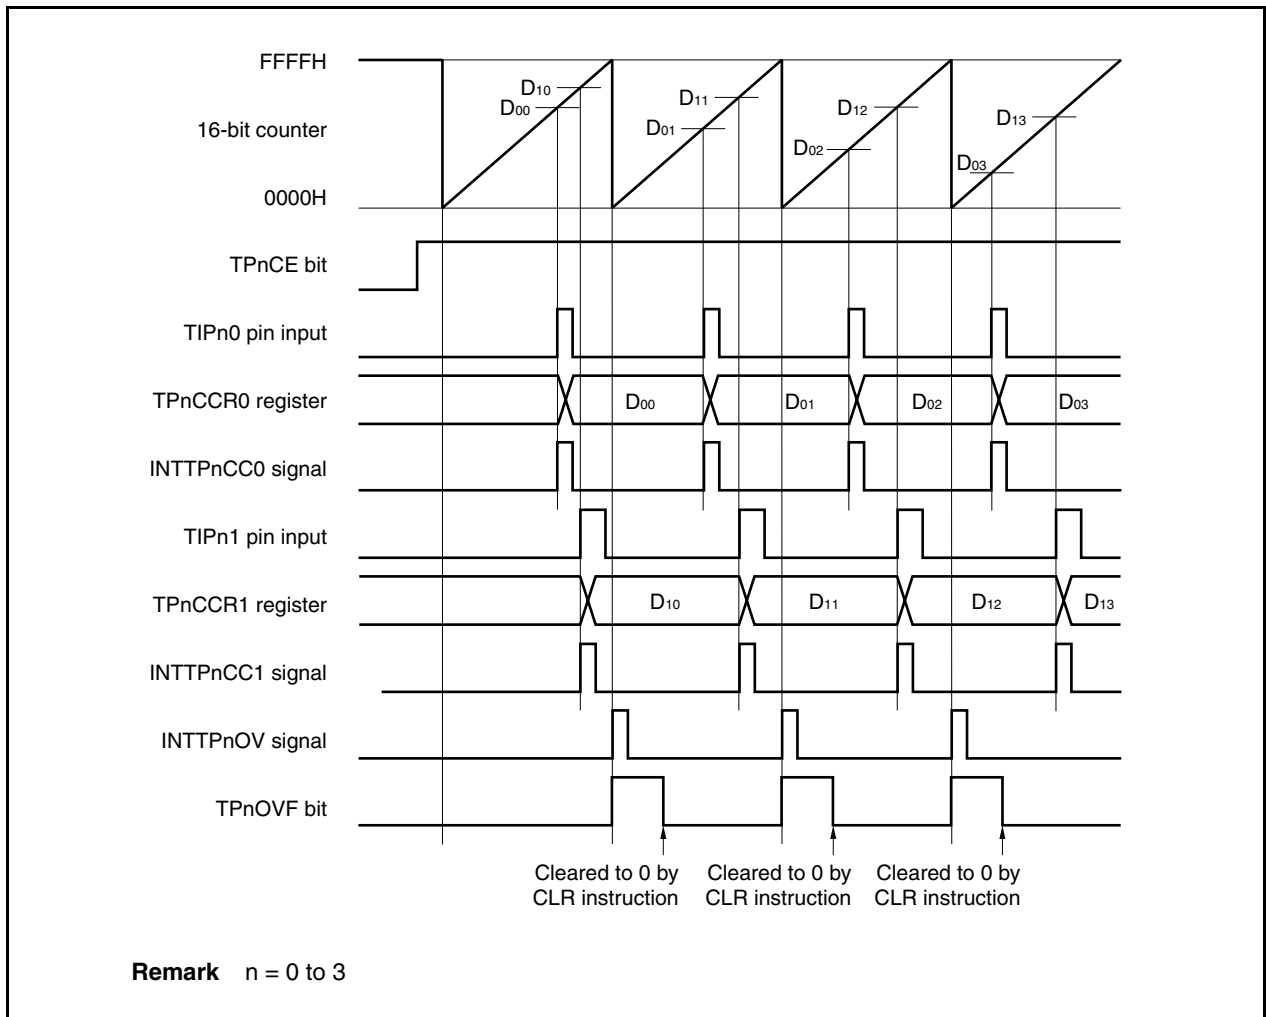 FFFFH
D10
D00
D11
D01
D12
D02
D13
D03
16-bit counter
0000H
TPnCE bit
TIPn0 pin input
TPnCCR0 register
D00
D01
D02
D03
INTTPnCC0 signal
TIPn1 pin input
TPnCCR1 register
D10
D11
D12
D13
INTTPnCC1 signal
INTTPnOV signal
TPnOVF bit
Cleared to 0 by
CLR instruction
Cleared to 0 by
CLR instruction
Cleared to 0 by
CLR instruction
Remark n = 0 to 3